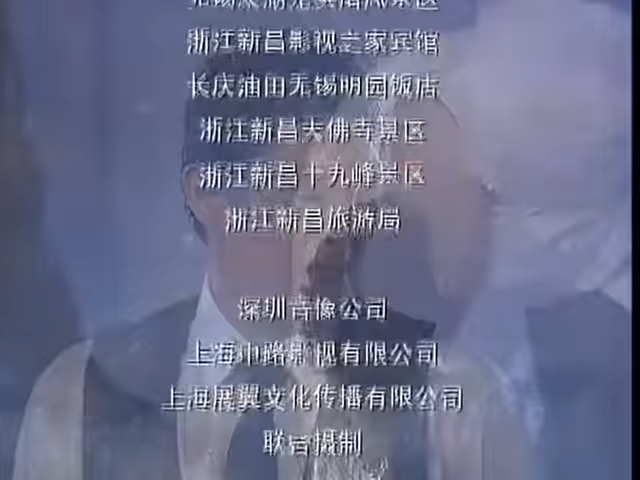 浙江新昌影视之家宾馆
长庆油田无锡明园饭店
浙江新昌大佛寺景区
浙江新昌十九峰景区
浙江新昌旅游局
深圳音像公司
上海中路影视有限公司
上海展翼文化传播有限公司
联合摄制